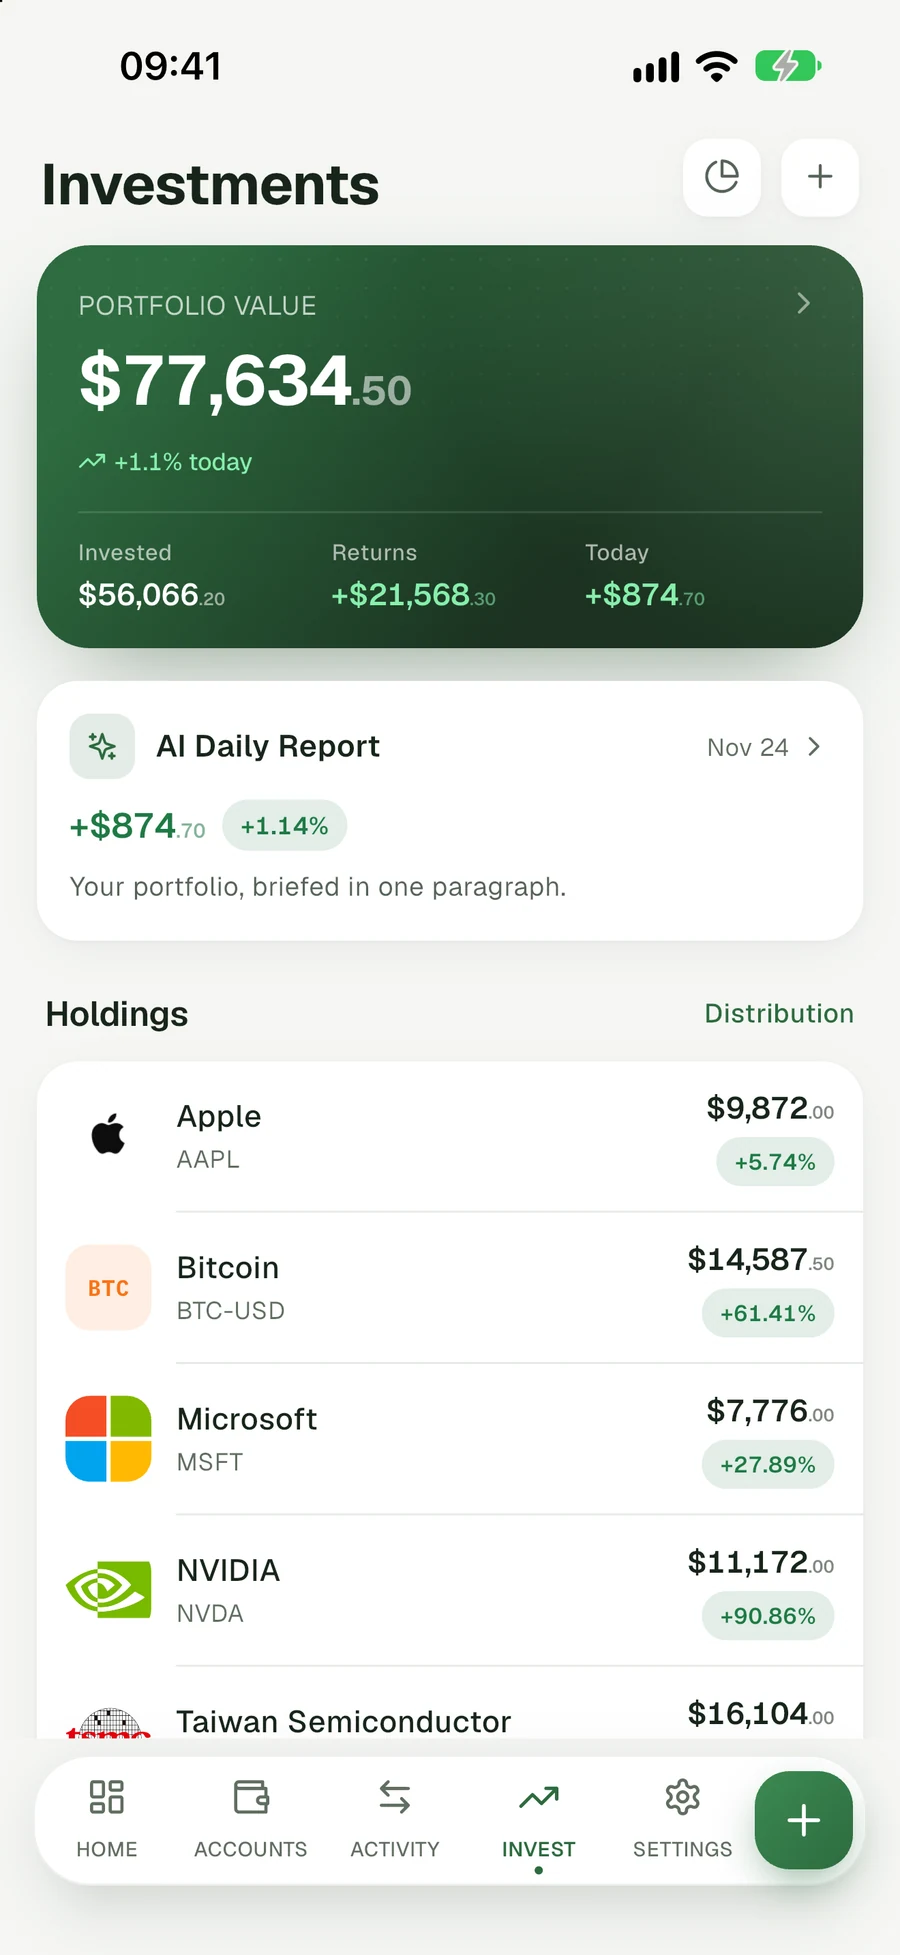 09:41
Investments
PORTFOLIO VALUE
$77,634.50
+1.1% today
Invested Returns Today
$56,066.20 +$21,568.30 +$874.70
AI Daily Report Nov 24
+$874.70 +1.14%
Your portfolio, briefed in one paragraph.
Holdings Distribution
Apple $9,872.00
AAPL +5.74%
BTC Bitcoin $14,587.50
BTC-USD +61.41%
Microsoft $7,776.00
MSFT +27.89%
NVIDIA $11,172.00
NVDA +90.86%
tsmc Taiwan Semiconductor $16,104.00
HOME ACCOUNTS ACTIVITY INVEST SETTINGS